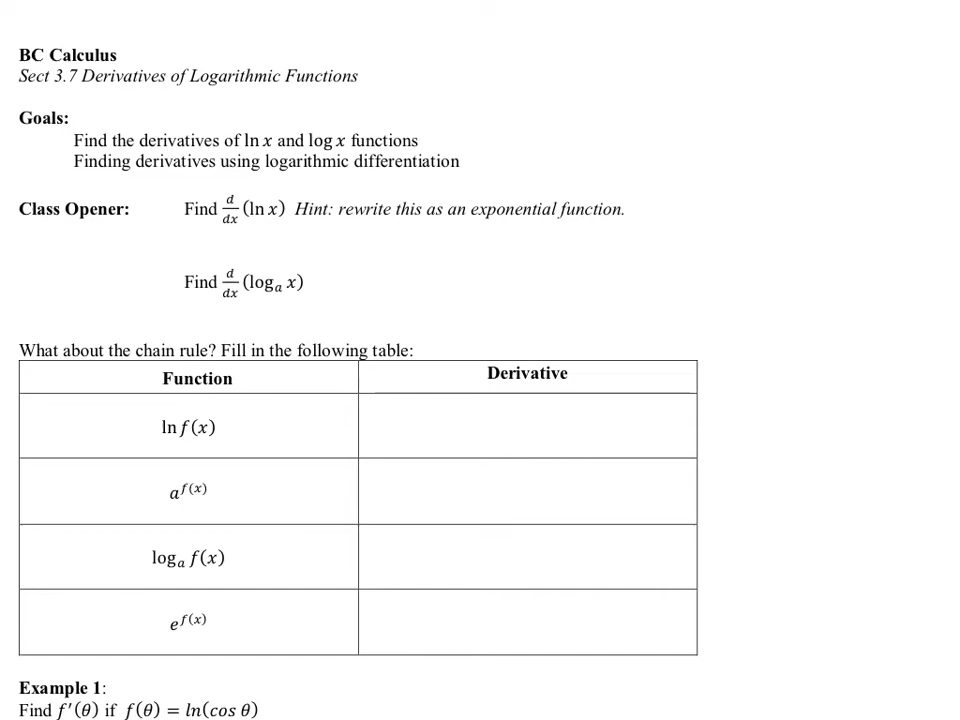 BC Calculus
Sect 3.7 Derivatives of Logarithmic Functions
Goals:
Find the derivatives of ln x and log x functions
Finding derivatives using logarithmic differentiation
Class Opener: Find d/dx (ln x) Hint: rewrite this as an exponential function.
Find d/dx (logₐ x)
What about the chain rule? Fill in the following table:
Function Derivative
ln f(x)
a^f(x)
logₐ f(x)
e^f(x)
Example 1:
Find f′(θ) if f(θ) = ln(cos θ)